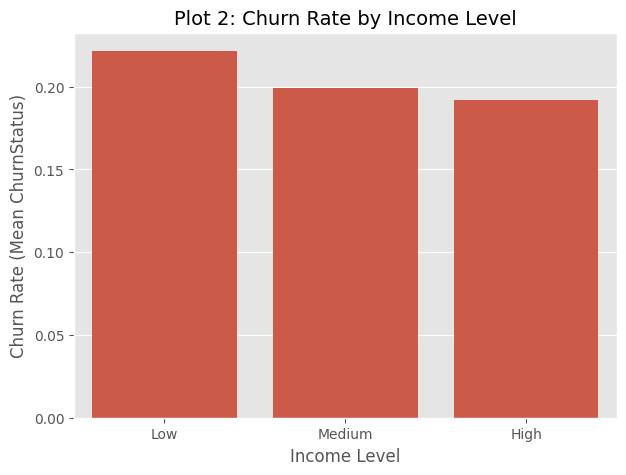 Plot 2: Churn Rate by Income Level
Churn Rate (Mean ChurnStatus)
0.20
0.15
0.10
0.05
0.00
Low
Medium
High
Income Level